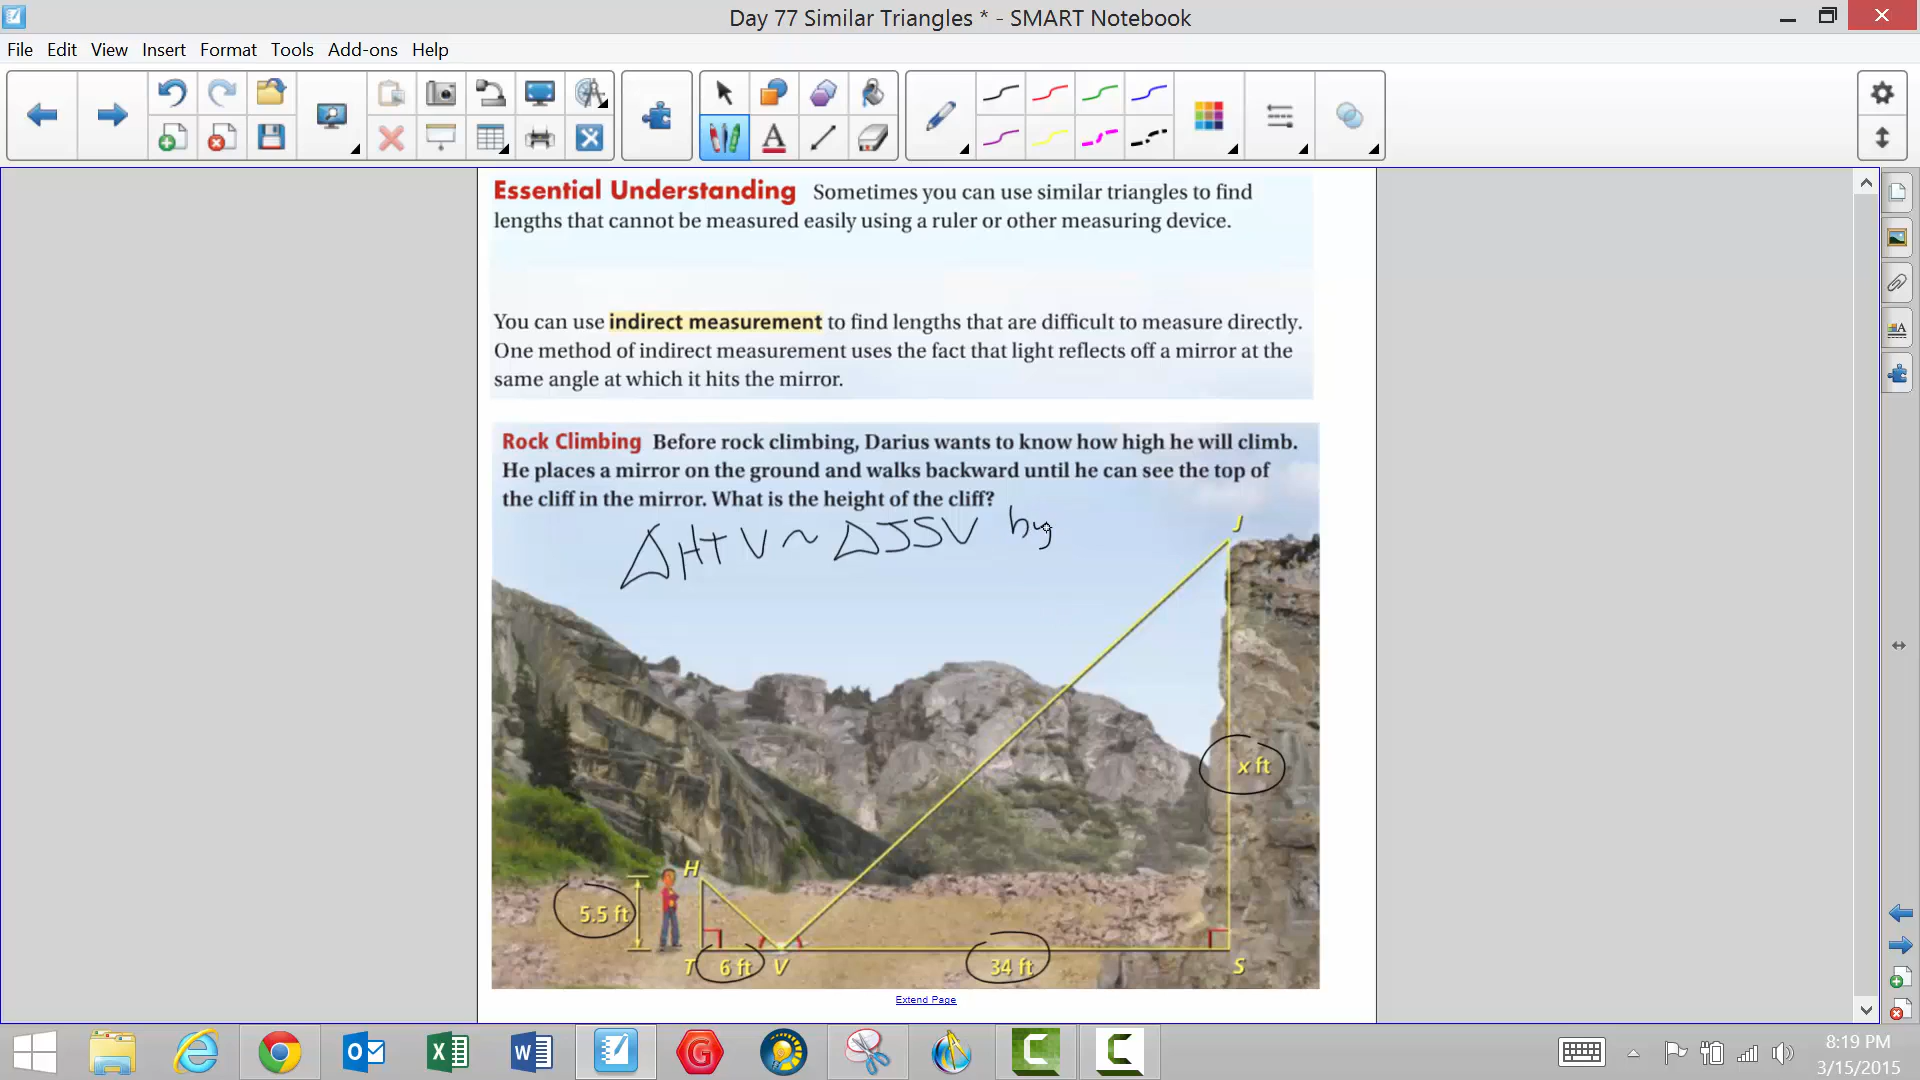 Day 77 Similar Triangles * - SMART Notebook
File Edit View Insert Format Tools Add-ons Help
Essential Understanding Sometimes you can use similar triangles to find
lengths that cannot be measured easily using a ruler or other measuring device.
You can use indirect measurement to find lengths that are difficult to measure directly.
One method of indirect measurement uses the fact that light reflects off a mirror at the
same angle at which it hits the mirror.
Rock Climbing Before rock climbing, Darius wants to know how high he will climb.
He places a mirror on the ground and walks backward until he can see the top of
the cliff in the mirror. What is the height of the cliff?
△HTV ~ △JSV by
J
x ft
H
5.5 ft
T 6 ft V 34 ft S
Extend Page
8:19 PM
3/15/2015